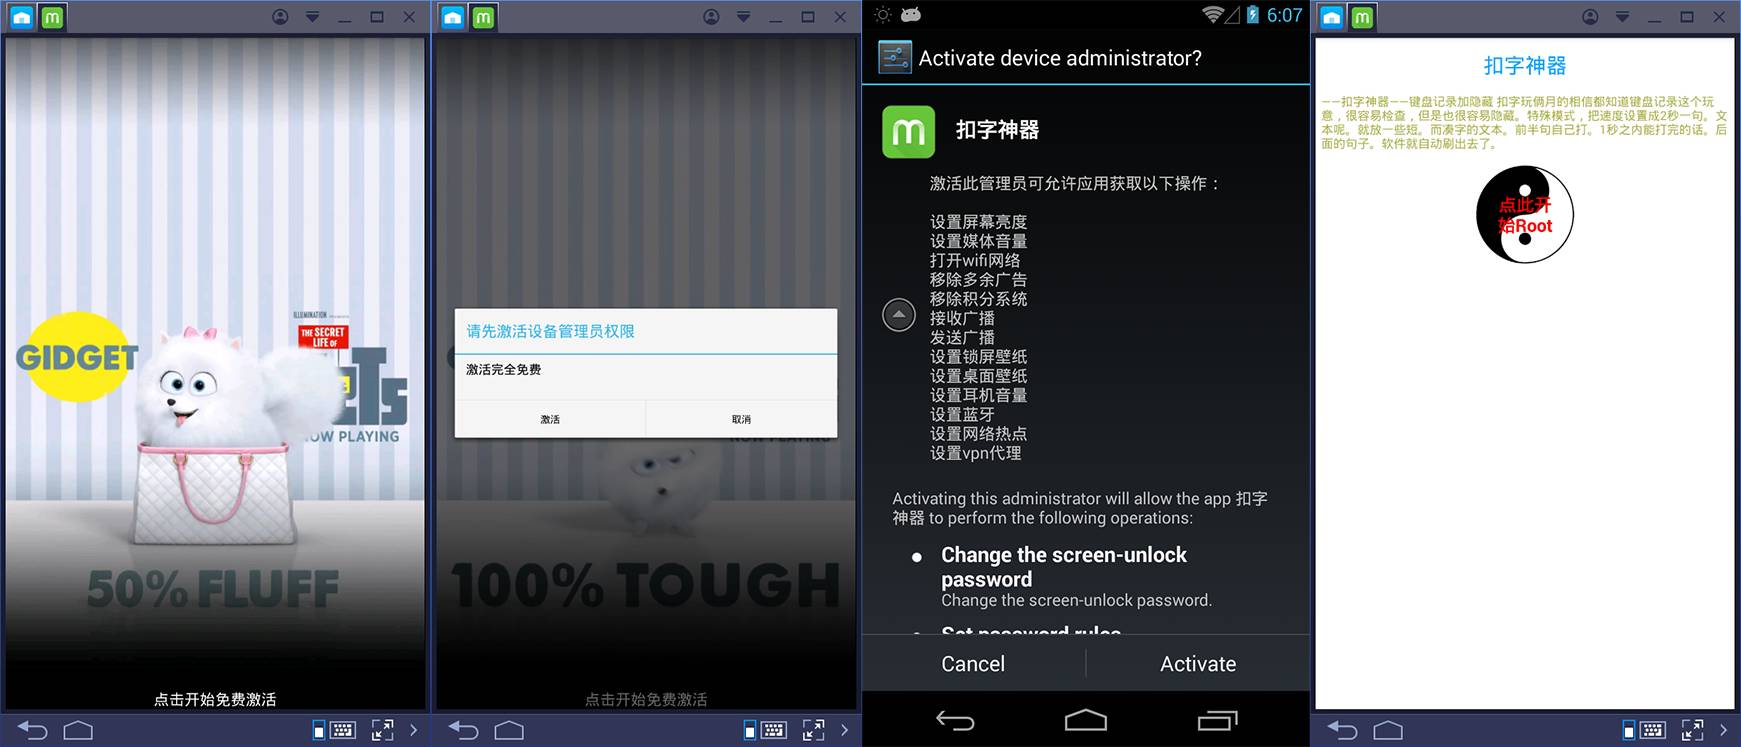 GIDGET
ILLUMINATION
THE SECRET
LIFE OF
PETS
NOW PLAYING
50% FLUFF
点击开始免费激活
请先激活设备管理员权限
激活完全免费
激活
取消
NOW PLAYING
100% TOUGH
点击开始免费激活
6:07
Activate device administrator?
扣字神器
激活此管理员可允许应用获取以下操作：
设置屏幕亮度
设置媒体音量
打开wifi网络
移除多余广告
移除积分系统
接收广播
发送广播
设置锁屏壁纸
设置桌面壁纸
设置耳机音量
设置蓝牙
设置网络热点
设置vpn代理
Activating this administrator will allow the app 扣字
神器 to perform the following operations:
Change the screen-unlock
password
Change the screen-unlock password.
Set password rules
Cancel
Activate
扣字神器
——扣字神器——键盘记录加隐藏 扣字玩俩月的相信都知道键盘记录这个玩
意，很容易检查，但是也很容易隐藏。特殊模式，把速度设置成2秒一句。文
本呢。就放一些短。而凑字的文本。前半句自己打。1秒之内能打完的话。后
面的句子。软件就自动刷出去了。
点此开
始Root